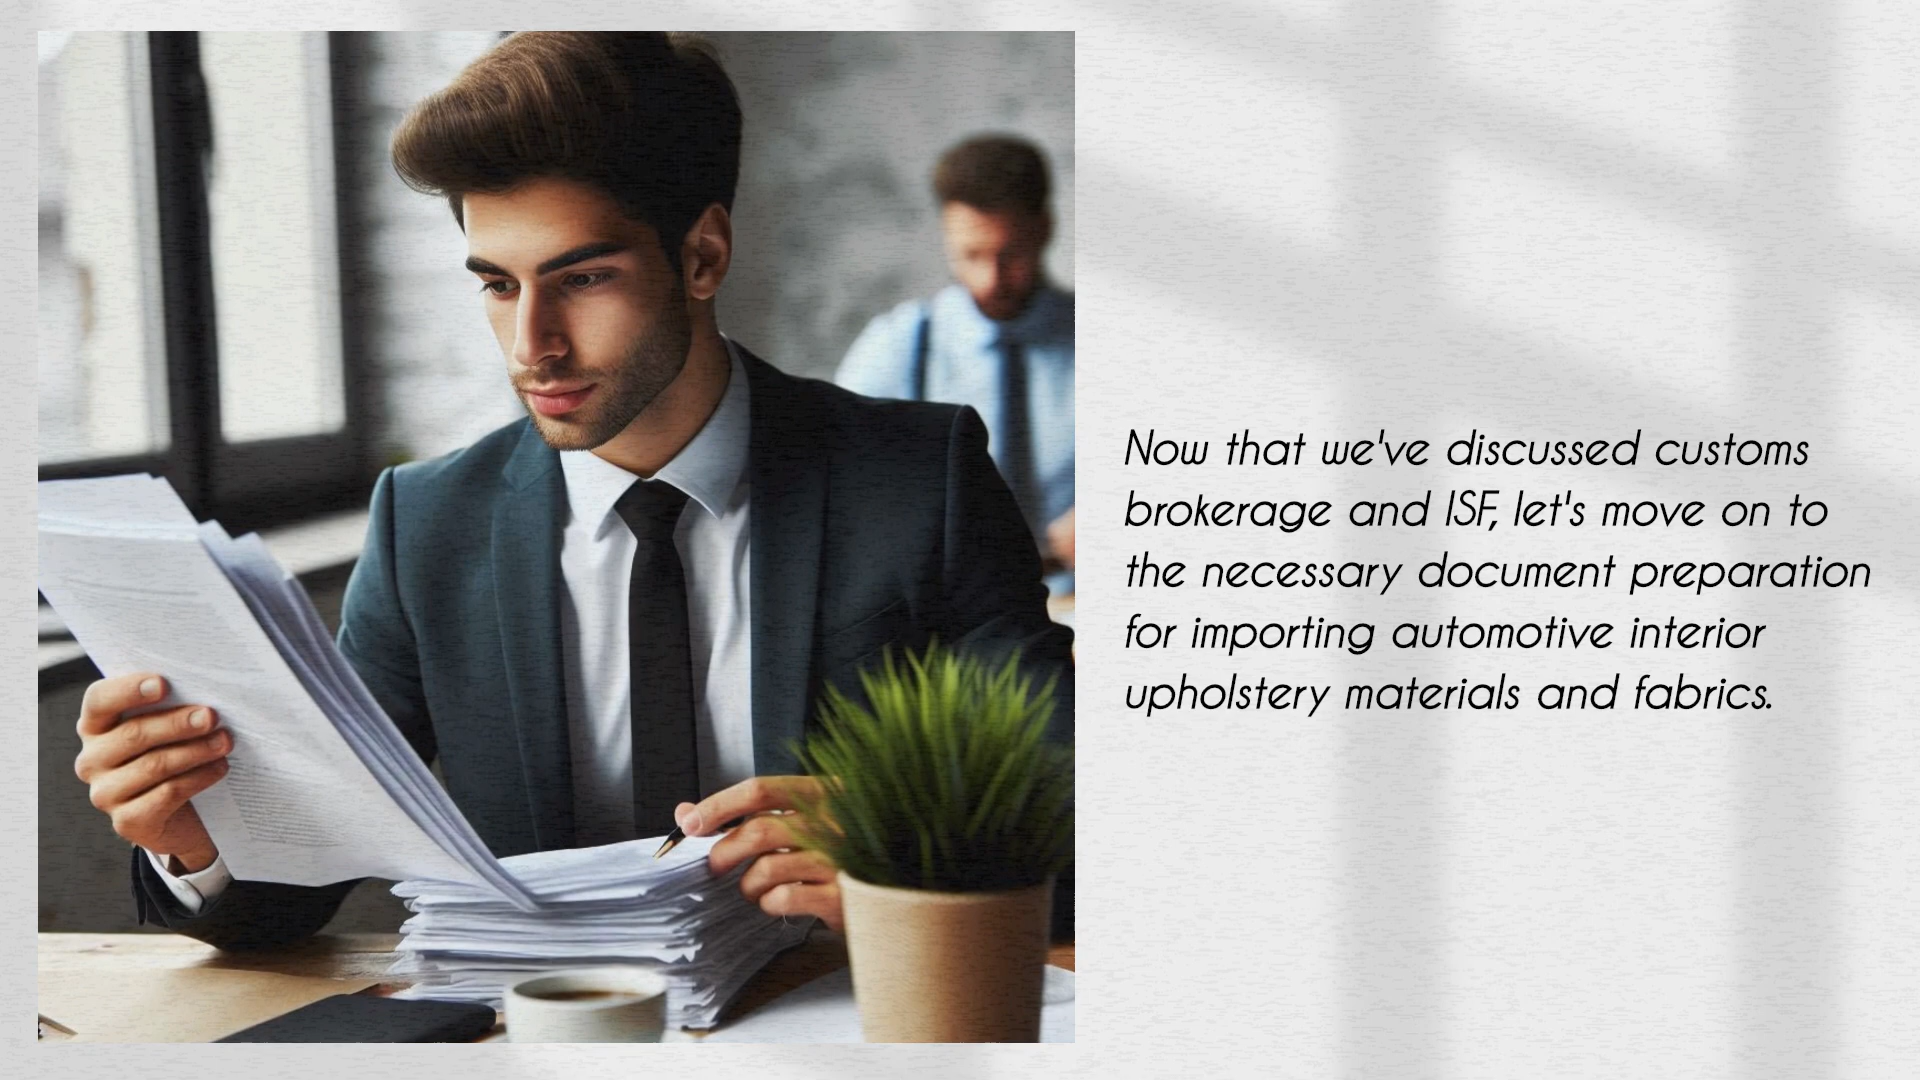 Now that we've discussed customs
brokerage and ISF, let's move on to
the necessary document preparation
for importing automotive interior
upholstery materials and fabrics.